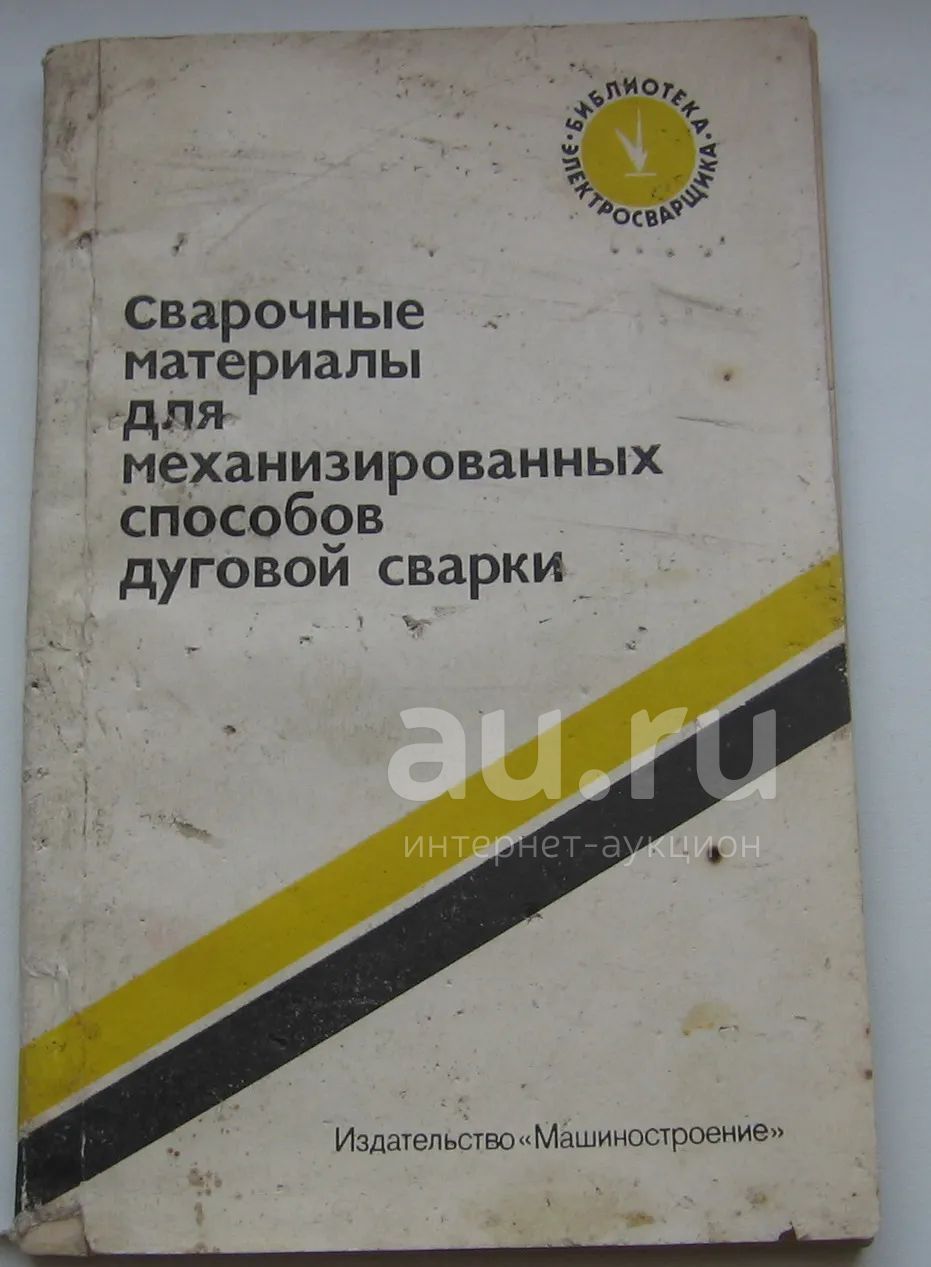 ·БИБЛИОТЕКА·
ЭЛЕКТРОСВАРЩИКА
Сварочные
материалы
для
механизированных
способов
дуговой сварки
au.ru
интернет-аукцион
Издательство «Машиностроение»